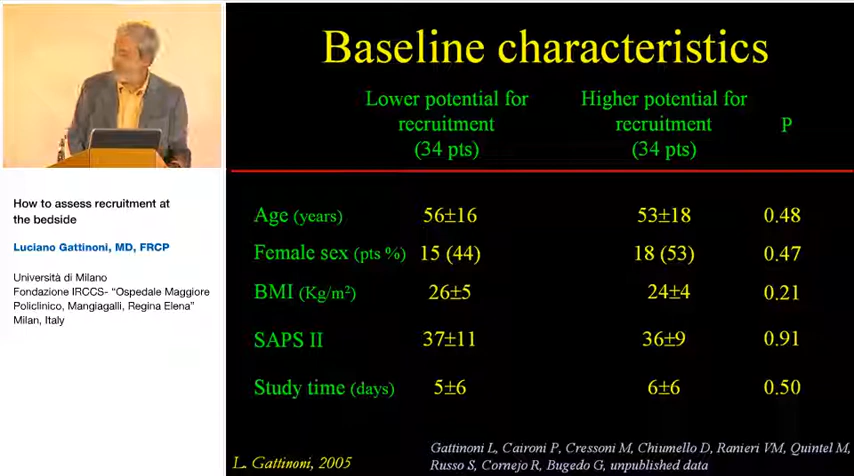 How to assess recruitment at
the bedside
Luciano Gattinoni, MD, FRCP
Università di Milano
Fondazione IRCCS- “Ospedale Maggiore
Policlinico, Mangiagalli, Regina Elena”
Milan, Italy
Baseline characteristics
Lower potential for
recruitment
(34 pts)
Higher potential for
recruitment
(34 pts)
P
Age (years) 56±16 53±18 0.48
Female sex (pts %) 15 (44) 18 (53) 0.47
BMI (Kg/m²) 26±5 24±4 0.21
SAPS II 37±11 36±9 0.91
Study time (days) 5±6 6±6 0.50
L. Gattinoni, 2005
Gattinoni L, Caironi P, Cressoni M, Chiumello D, Ranieri VM, Quintel M,
Russo S, Cornejo R, Bugedo G, unpublished data